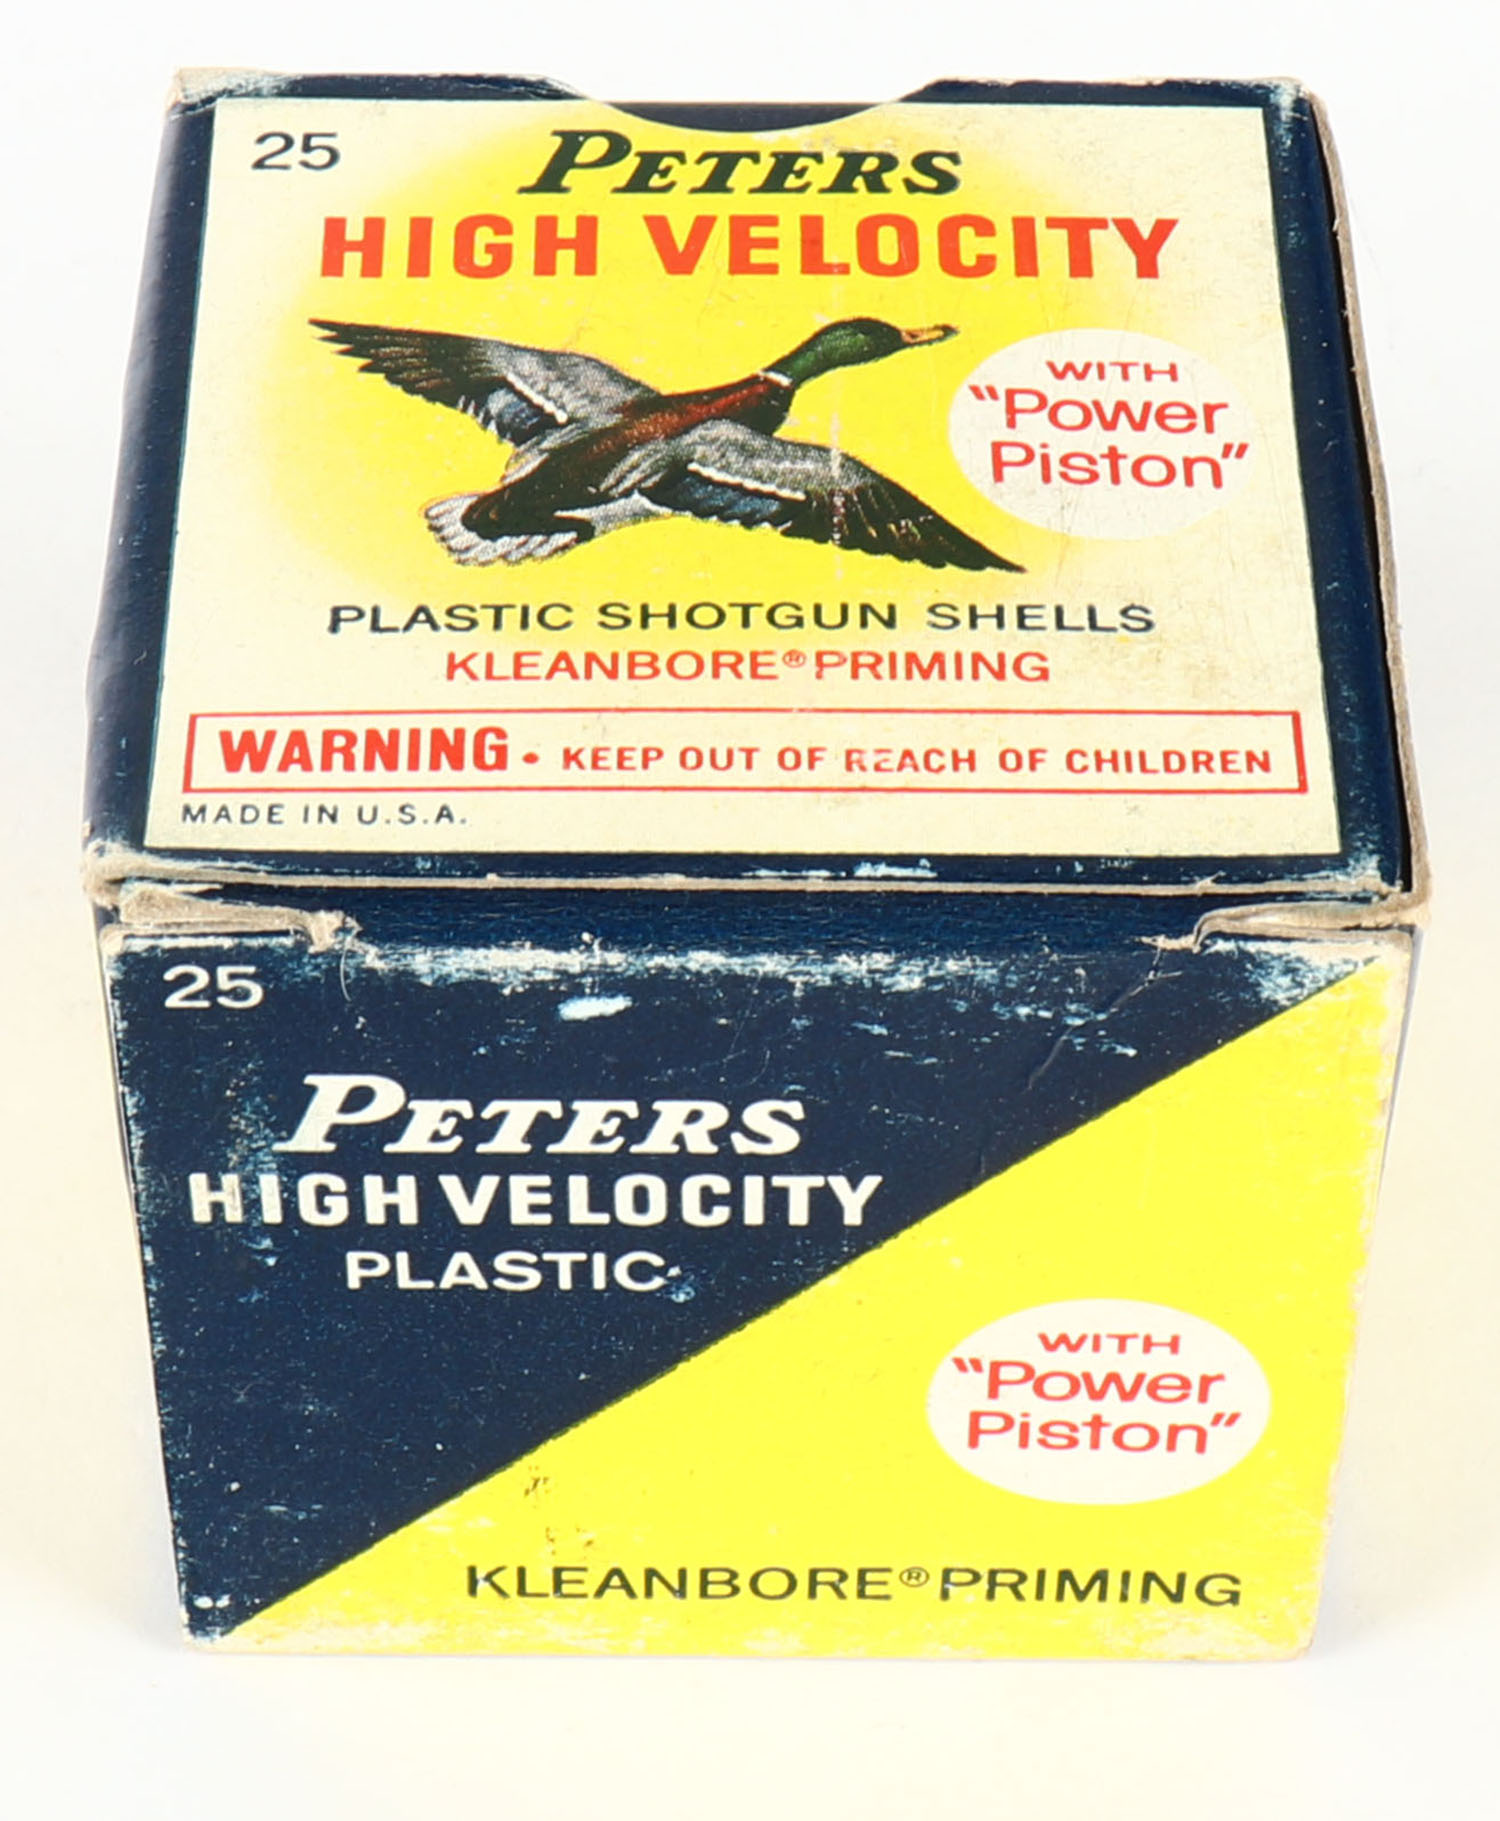 25
PETERS
HIGH VELOCITY
WITH
"Power
Piston"
PLASTIC SHOTGUN SHELLS
KLEANBORE® PRIMING
WARNING • KEEP OUT OF REACH OF CHILDREN
MADE IN U.S.A.
25
PETERS
HIGH VELOCITY
PLASTIC
WITH
"Power
Piston"
KLEANBORE® PRIMING